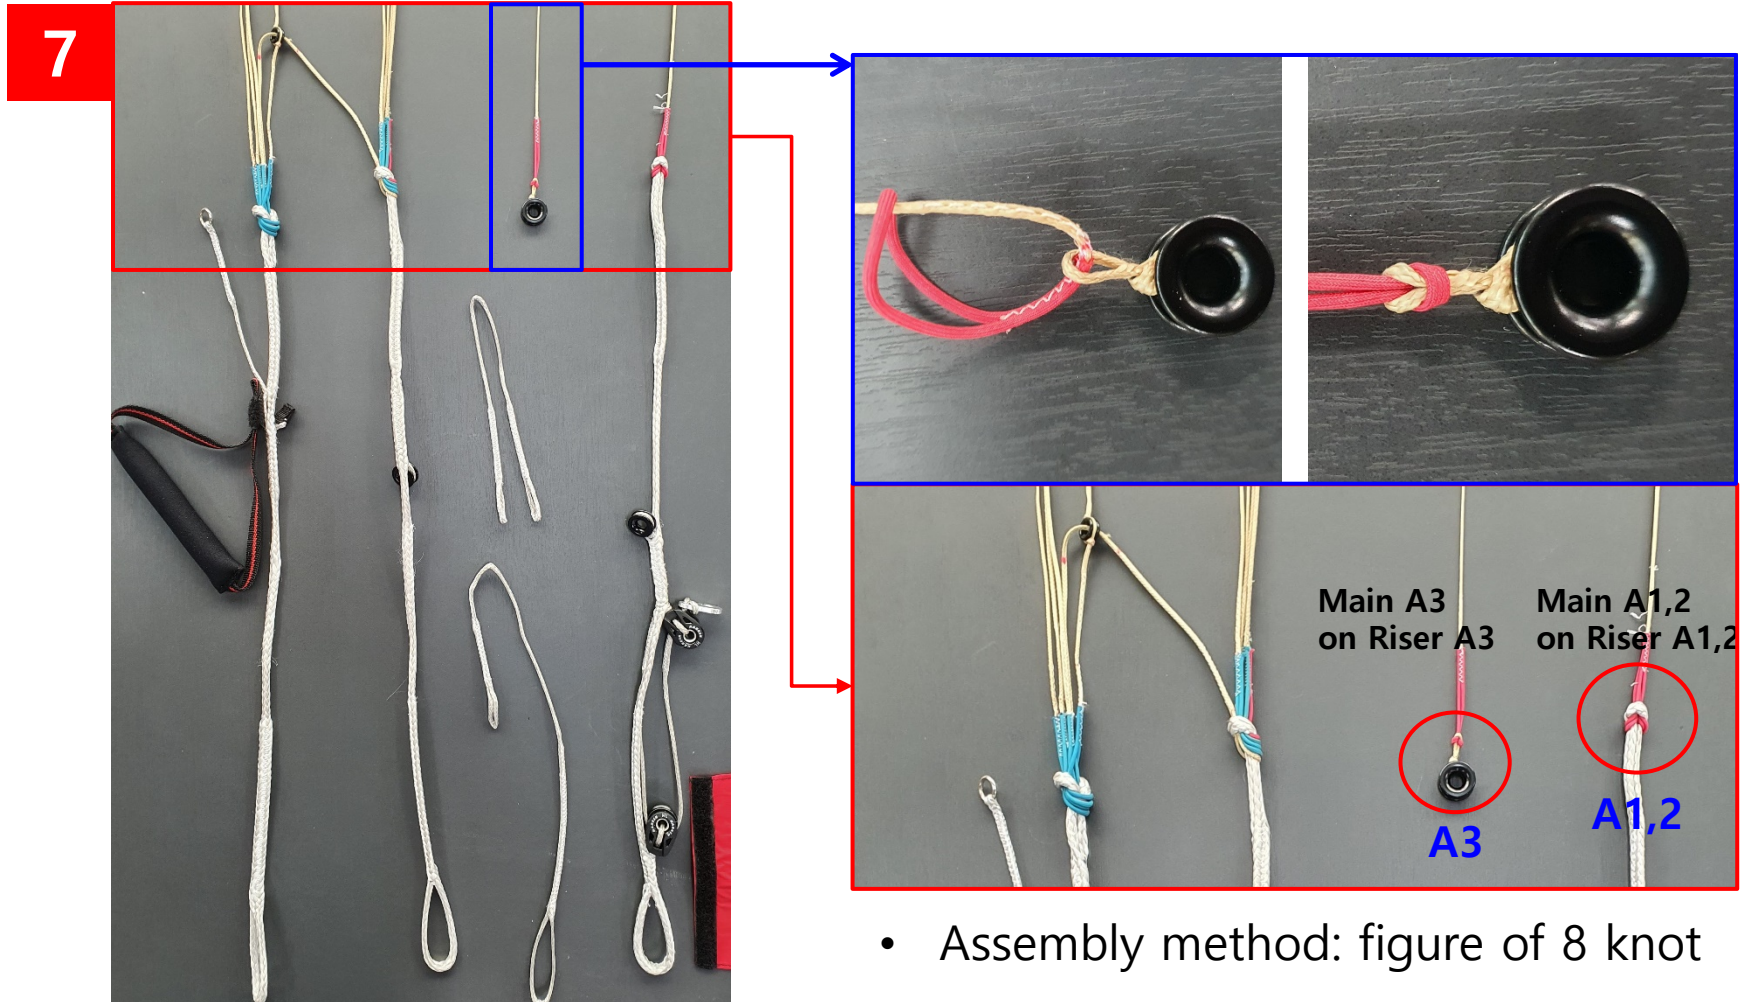 7
Main A3
on Riser A3
Main A1,2
on Riser A1,2
A3
A1,2
• Assembly method: figure of 8 knot